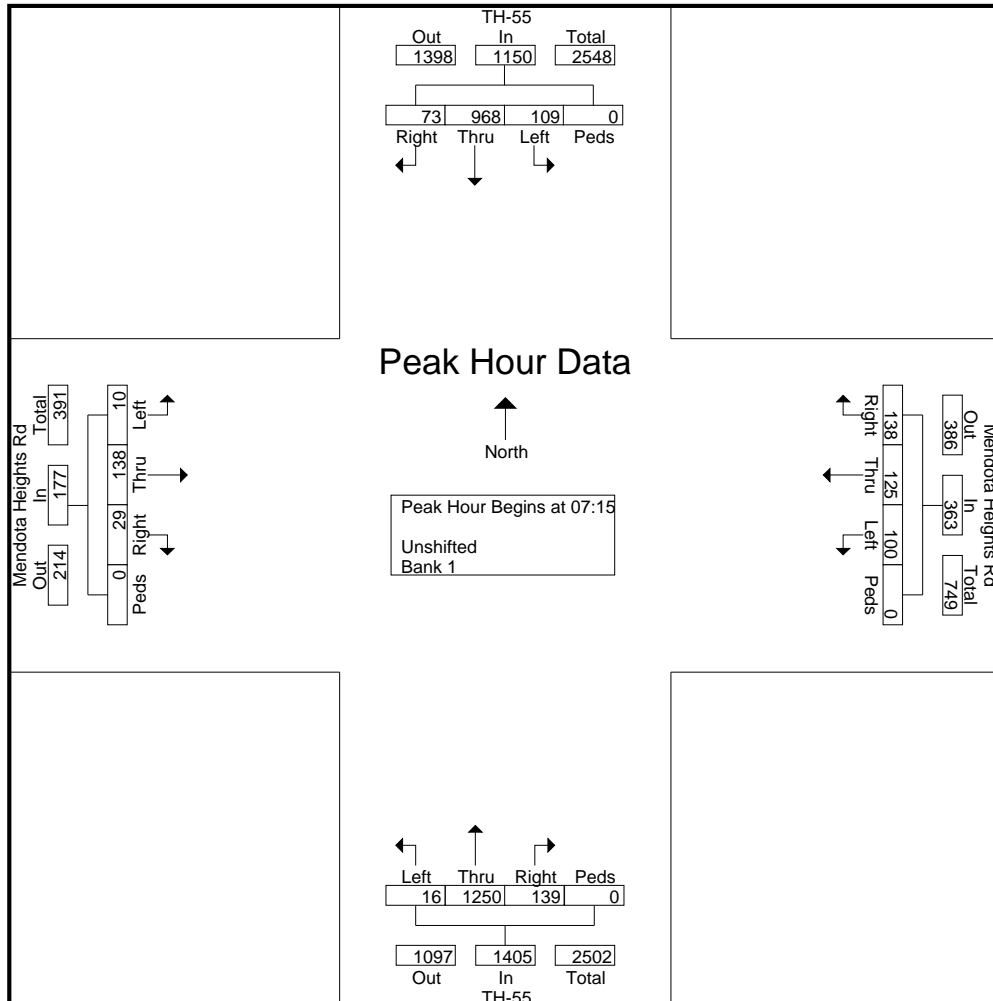 TH-55
Out In Total
1398 1150 2548
73 968 109 0
Right Thru Left Peds
Peak Hour Data
North
Peak Hour Begins at 07:15
Unshifted
Bank 1
Mendota Heights Rd
Total In Out
391 177 214
10 138 29 0
Left Thru Right Peds
Right Thru Left Peds
138 125 100 0
386 363 749
Out In Total
Mendota Heights Rd
Left Thru Right Peds
16 1250 139 0
1097 1405 2502
Out In Total
TH-55